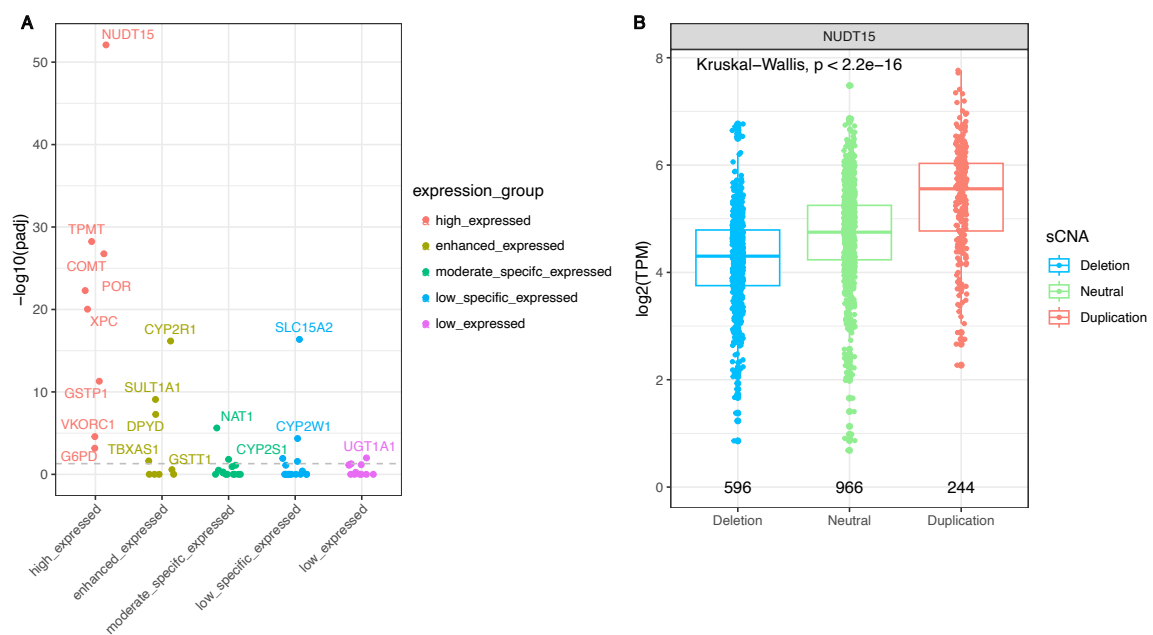 A
−log10(padj)
50
40
30
20
10
0
NUDT15
TPMT
COMT
POR
XPC
GSTP1
VKORC1
G6PD
CYP2R1
SULT1A1
DPYD
TBXAS1
GSTT1
NAT1
CYP2S1
SLC15A2
CYP2W1
UGT1A1
high_expressed
enhanced_expressed
moderate_specifc_expressed
low_specific_expressed
low_expressed
expression_group
high_expressed
enhanced_expressed
moderate_specifc_expressed
low_specific_expressed
low_expressed
B
NUDT15
Kruskal−Wallis, p < 2.2e−16
log2(TPM)
8
6
4
2
0
596
966
244
Deletion
Neutral
Duplication
sCNA
Deletion
Neutral
Duplication